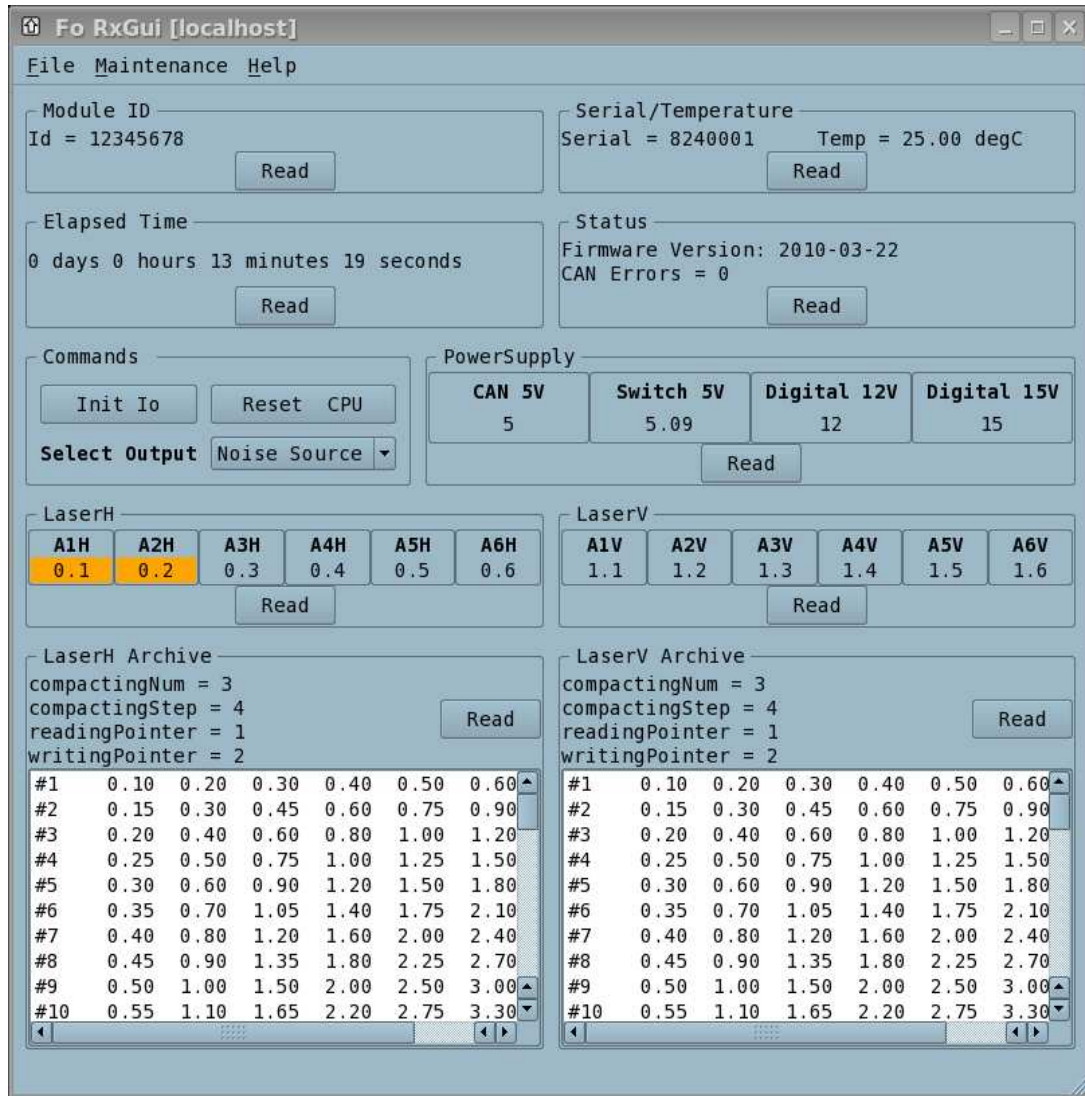 Fo RxGui [localhost]
File Maintenance Help
Module ID
Id = 12345678
Read
Serial/Temperature
Serial = 8240001 Temp = 25.00 degC
Read
Elapsed Time
0 days 0 hours 13 minutes 19 seconds
Read
Status
Firmware Version: 2010-03-22
CAN Errors = 0
Read
Commands
Init Io Reset CPU
Select Output Noise Source
PowerSupply
CAN 5V Switch 5V Digital 12V Digital 15V
5 5.09 12 15
Read
LaserH
A1H A2H A3H A4H A5H A6H
0.1 0.2 0.3 0.4 0.5 0.6
Read
LaserV
A1V A2V A3V A4V A5V A6V
1.1 1.2 1.3 1.4 1.5 1.6
Read
LaserH Archive
compactingNum = 3
compactingStep = 4
readingPointer = 1
writingPointer = 2
Read
#1 0.10 0.20 0.30 0.40 0.50 0.60
#2 0.15 0.30 0.45 0.60 0.75 0.90
#3 0.20 0.40 0.60 0.80 1.00 1.20
#4 0.25 0.50 0.75 1.00 1.25 1.50
#5 0.30 0.60 0.90 1.20 1.50 1.80
#6 0.35 0.70 1.05 1.40 1.75 2.10
#7 0.40 0.80 1.20 1.60 2.00 2.40
#8 0.45 0.90 1.35 1.80 2.25 2.70
#9 0.50 1.00 1.50 2.00 2.50 3.00
#10 0.55 1.10 1.65 2.20 2.75 3.30
LaserV Archive
compactingNum = 3
compactingStep = 4
readingPointer = 1
writingPointer = 2
Read
#1 0.10 0.20 0.30 0.40 0.50 0.60
#2 0.15 0.30 0.45 0.60 0.75 0.90
#3 0.20 0.40 0.60 0.80 1.00 1.20
#4 0.25 0.50 0.75 1.00 1.25 1.50
#5 0.30 0.60 0.90 1.20 1.50 1.80
#6 0.35 0.70 1.05 1.40 1.75 2.10
#7 0.40 0.80 1.20 1.60 2.00 2.40
#8 0.45 0.90 1.35 1.80 2.25 2.70
#9 0.50 1.00 1.50 2.00 2.50 3.00
#10 0.55 1.10 1.65 2.20 2.75 3.30